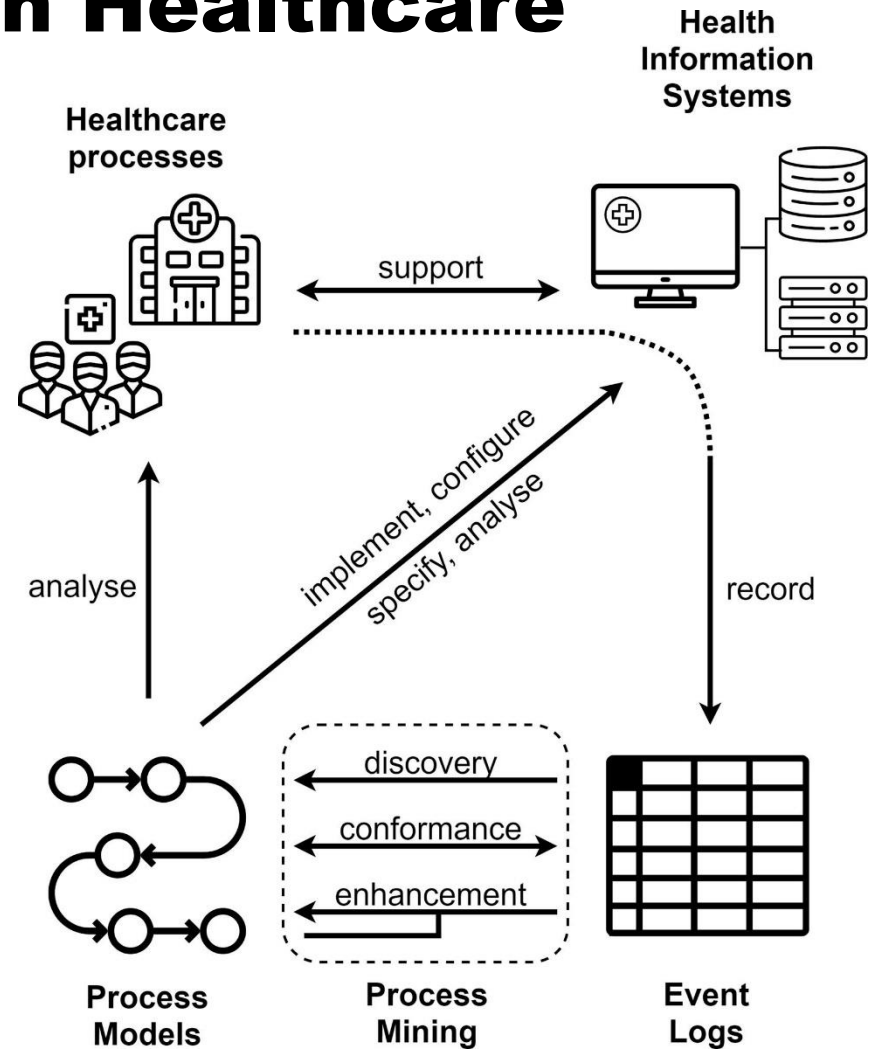 n Healthcare
Health
Information
Systems
Healthcare
processes
support
implement, configure
specify, analyse
analyse
record
discovery
conformance
enhancement
Process
Models
Process
Mining
Event
Logs